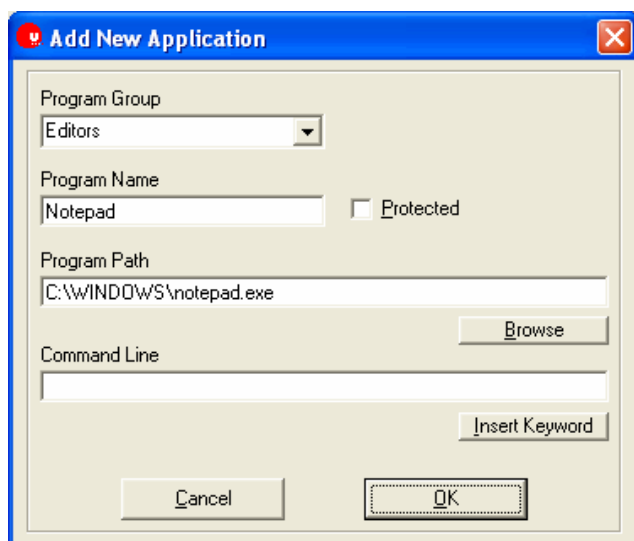 Add New Application
Program Group
Editors
Program Name
Notepad
Protected
Program Path
C:\WINDOWS\notepad.exe
Browse
Command Line
Insert Keyword
Cancel
OK